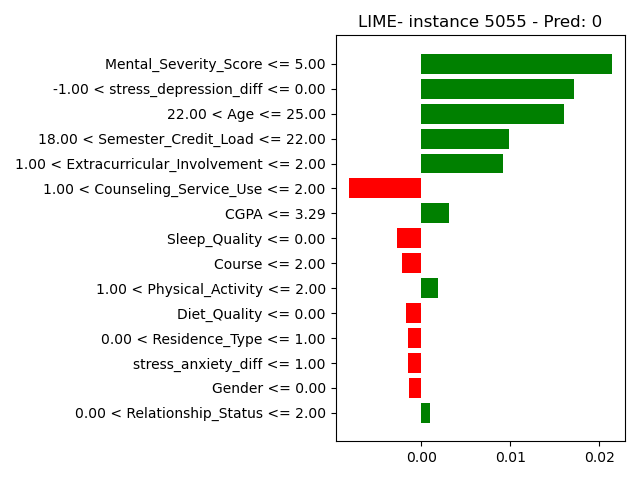 LIME- instance 5055 - Pred: 0
Mental_Severity_Score <= 5.00
-1.00 < stress_depression_diff <= 0.00
22.00 < Age <= 25.00
18.00 < Semester_Credit_Load <= 22.00
1.00 < Extracurricular_Involvement <= 2.00
1.00 < Counseling_Service_Use <= 2.00
CGPA <= 3.29
Sleep_Quality <= 0.00
Course <= 2.00
1.00 < Physical_Activity <= 2.00
Diet_Quality <= 0.00
0.00 < Residence_Type <= 1.00
stress_anxiety_diff <= 1.00
Gender <= 0.00
0.00 < Relationship_Status <= 2.00
0.00 0.01 0.02